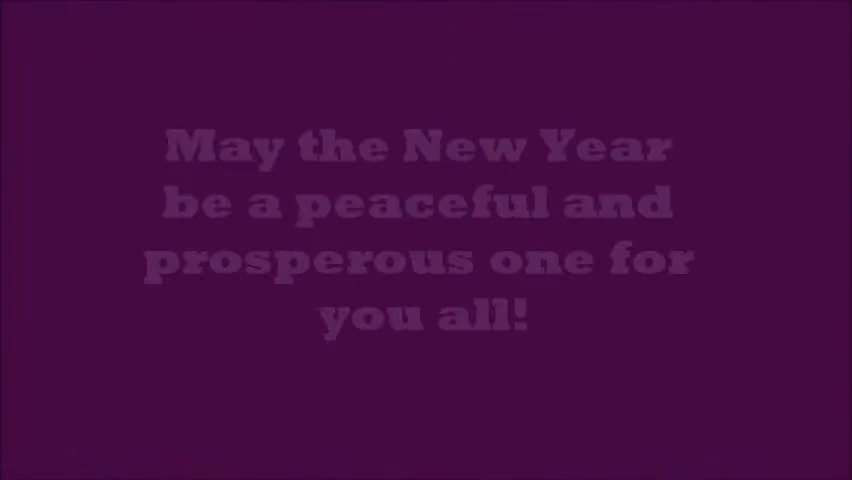 May the New Year
be a peaceful and
prosperous one for
you all!